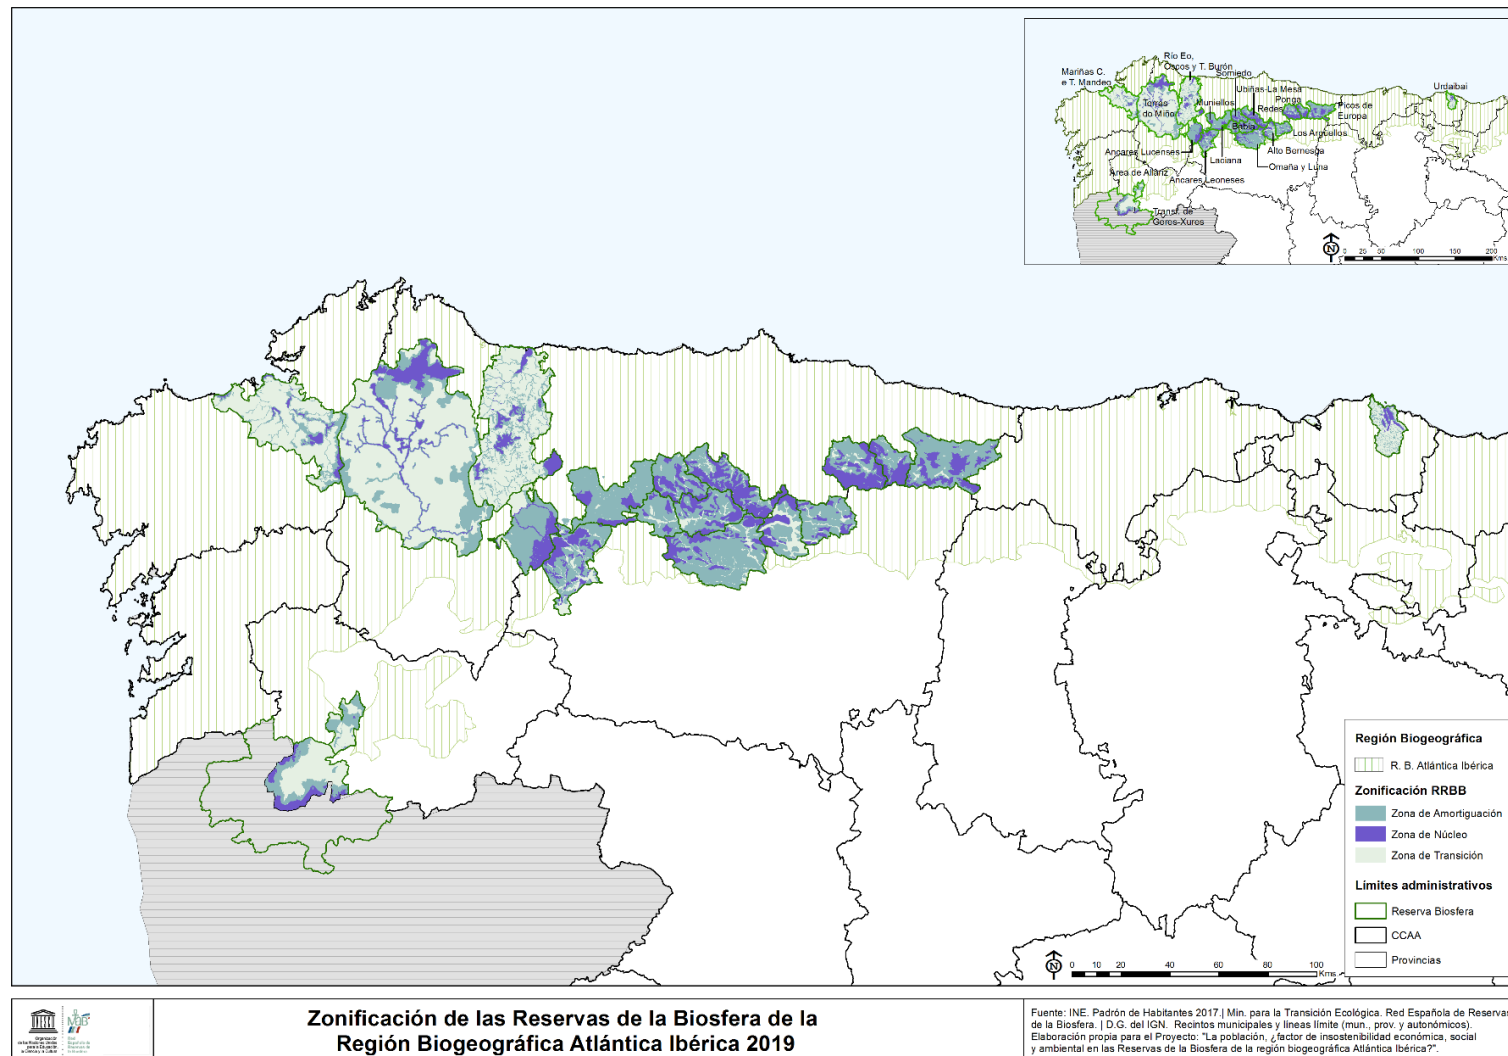 Mariñas C.
e T. Mandeo
Río Eo,
Oscos y T. Burón
Somiedo
Ubiñas-La Mesa
Ponga
Redes
Muniellos
Terras
do Miño
Babia
Picos de
Europa
Urdaibai
Los Argüellos
Alto Bernesga
Omaña y Luna
Laciana
Ancares Lucenses
Ancares Leoneses
Área de Allariz
Transf. de
Geres-Xures
N
0 25 50 100 150 200
Kms
Región Biogeográfica
R. B. Atlántica Ibérica
Zonificación RRBB
Zona de Amortiguación
Zona de Núcleo
Zona de Transición
Límites administrativos
Reserva Biosfera
CCAA
Provincias
N
0 10 20 40 60 80 100
Kms
UNESCO
MaB
Zonificación de las Reservas de la Biosfera de la
Región Biogeográfica Atlántica Ibérica 2019
Fuente: INE. Padrón de Habitantes 2017.| Min. para la Transición Ecológica. Red Española de Reservas
de la Biosfera. | D.G. del IGN. Recintos municipales y líneas límite (mun., prov. y autonómicos).
Elaboración propia para el Proyecto: "La población, ¿factor de insostenibilidad económica, social
y ambiental en las Reservas de la Biosfera de la región biogeográfica Atlántica Ibérica?".